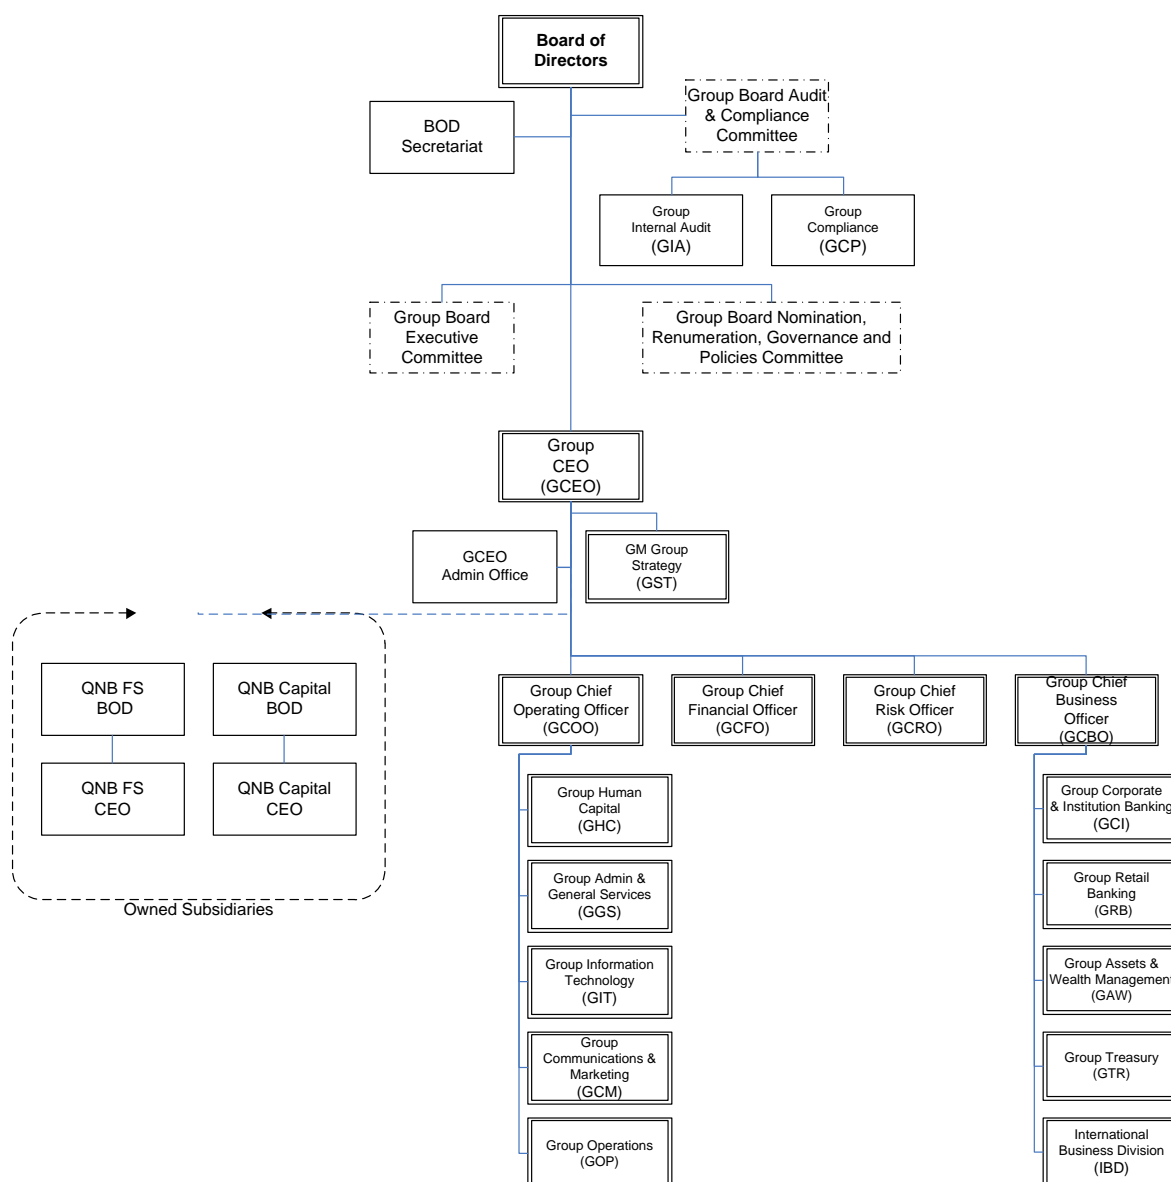 Board of
Directors
Group Board Audit
& Compliance
Committee
BOD
Secretariat
Group
Internal Audit
(GIA)
Group
Compliance
(GCP)
Group Board
Executive
Committee
Group Board Nomination,
Renumeration, Governance and
Policies Committee
Group
CEO
(GCEO)
GCEO
Admin Office
GM Group
Strategy
(GST)
QNB FS
BOD
QNB Capital
BOD
QNB FS
CEO
QNB Capital
CEO
Owned Subsidiaries
Group Chief
Operating Officer
(GCOO)
Group Chief
Financial Officer
(GCFO)
Group Chief
Risk Officer
(GCRO)
Group Chief
Business
Officer
(GCBO)
Group Human
Capital
(GHC)
Group Admin &
General Services
(GGS)
Group Information
Technology
(GIT)
Group
Communications &
Marketing
(GCM)
Group Operations
(GOP)
Group Corporate
& Institution Banking
(GCI)
Group Retail
Banking
(GRB)
Group Assets &
Wealth Management
(GAW)
Group Treasury
(GTR)
International
Business Division
(IBD)